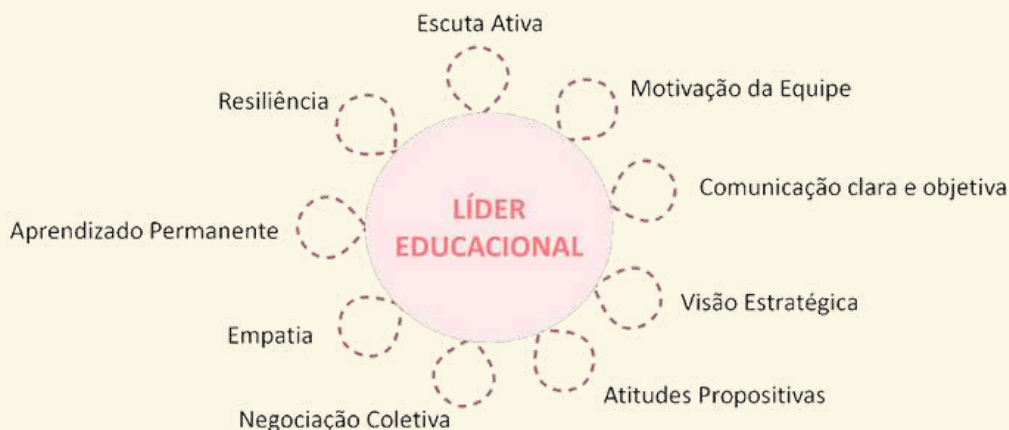 Escuta Ativa
Motivação da Equipe
Resiliência
Comunicação clara e objetiva
LÍDER
EDUCACIONAL
Aprendizado Permanente
Visão Estratégica
Empatia
Atitudes Propositivas
Negociação Coletiva